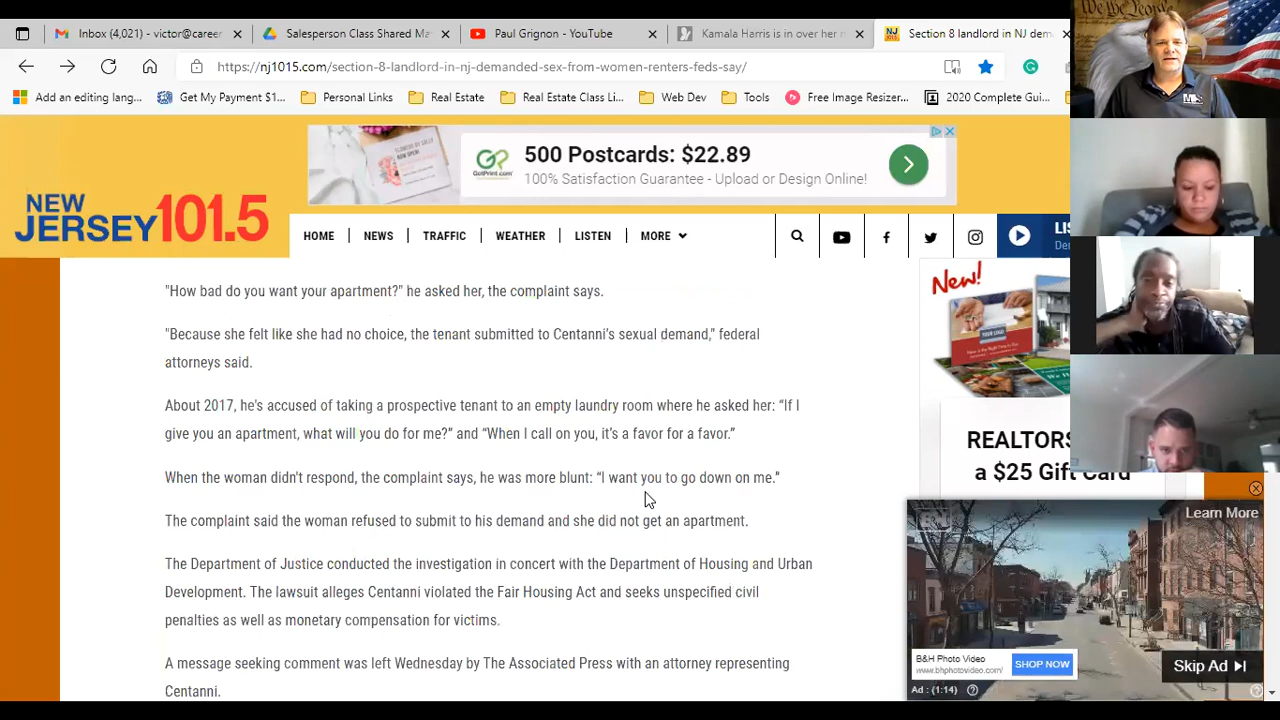 Inbox (4,021) - victor@career
Salesperson Class Shared Ma
Paul Grignon - YouTube
Kamala Harris is in over her
Section 8 landlord in NJ dem
https://nj1015.com/section-8-landlord-in-nj-demanded-sex-from-women-renters-feds-say/
Add an editing lang...
Get My Payment $1...
Personal Links
Real Estate
Real Estate Class Li...
Web Dev
Tools
Free Image Resizer...
2020 Complete Gui...
We the People
GP
GotPrint.com
500 Postcards: $22.89
100% Satisfaction Guarantee - Upload or Design Online!
NEW
JERSEY 101.5
HOME
NEWS
TRAFFIC
WEATHER
LISTEN
MORE
"How bad do you want your apartment?" he asked her, the complaint says.
"Because she felt like she had no choice, the tenant submitted to Centanni's sexual demand," federal
attorneys said.
About 2017, he's accused of taking a prospective tenant to an empty laundry room where he asked her: “If I
give you an apartment, what will you do for me?” and “When I call on you, it’s a favor for a favor.”
When the woman didn't respond, the complaint says, he was more blunt: “I want you to go down on me.”
The complaint said the woman refused to submit to his demand and she did not get an apartment.
The Department of Justice conducted the investigation in concert with the Department of Housing and Urban
Development. The lawsuit alleges Centanni violated the Fair Housing Act and seeks unspecified civil
penalties as well as monetary compensation for victims.
A message seeking comment was left Wednesday by The Associated Press with an attorney representing
Centanni.
New!
REALTORS
a $25 Gift Card
Learn More
B&H Photo Video
www.bhphotovideo.com/
SHOP NOW
Skip Ad
Ad : (1:14)